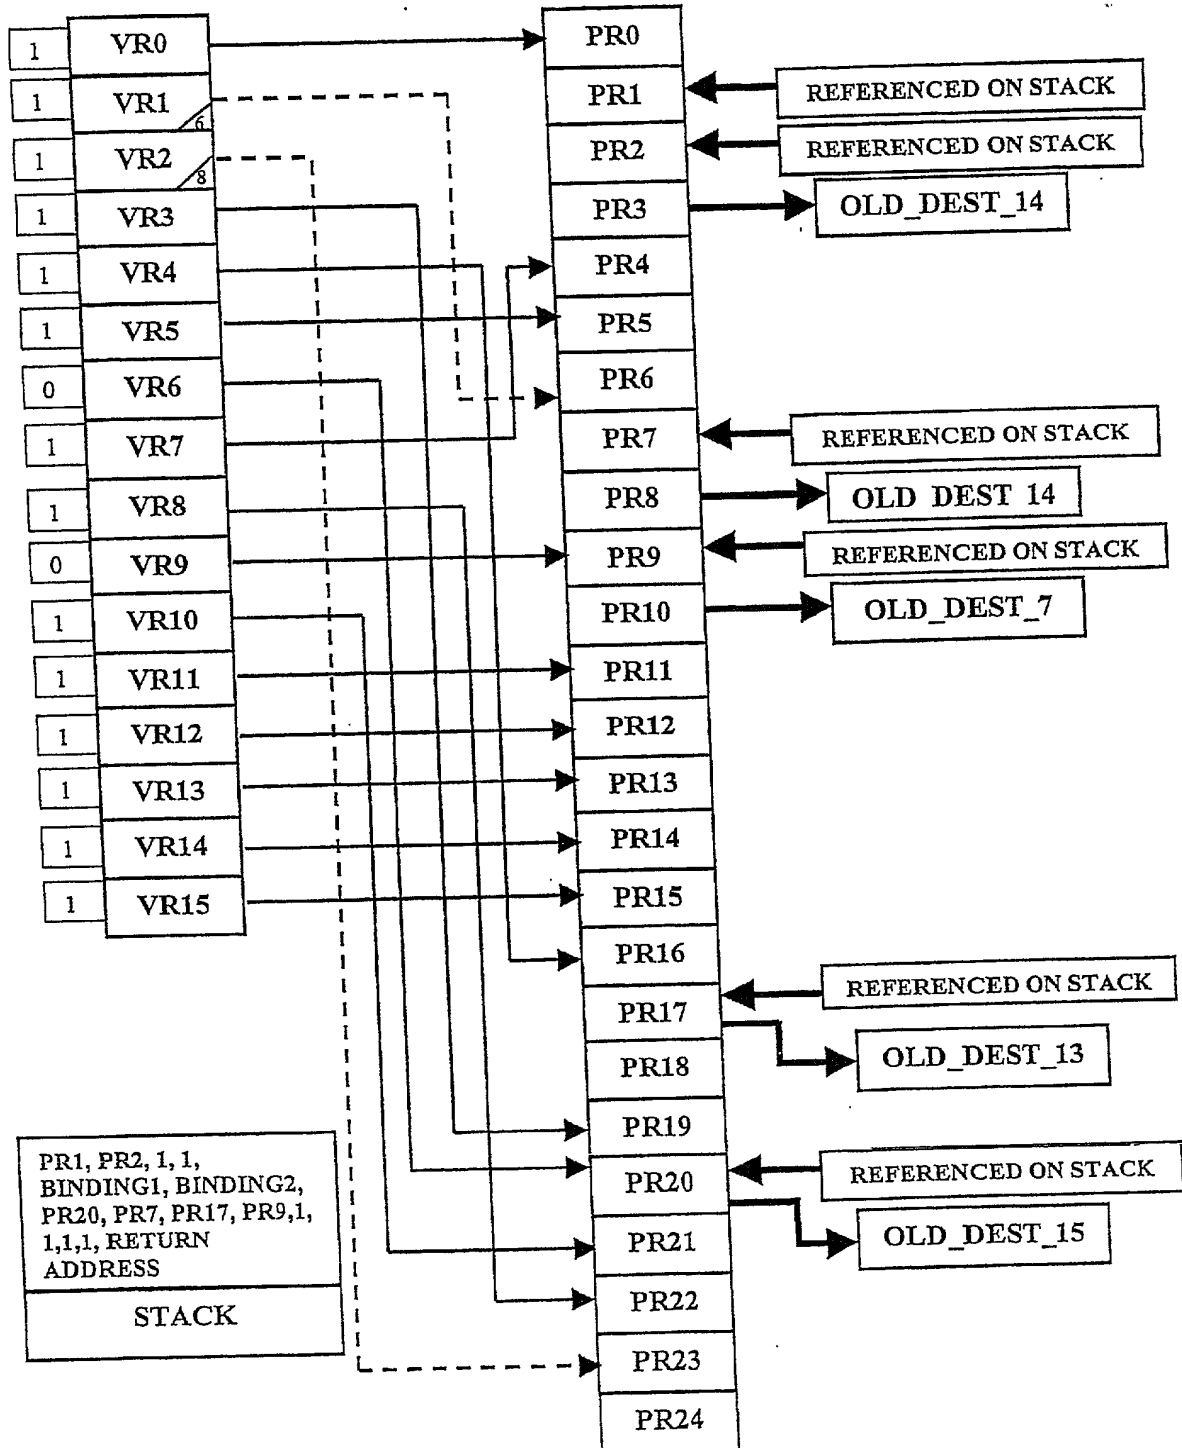 1 VR0
1 VR1 6
1 VR2 8
1 VR3
1 VR4
1 VR5
0 VR6
1 VR7
1 VR8
0 VR9
1 VR10
1 VR11
1 VR12
1 VR13
1 VR14
1 VR15
PR0
PR1 REFERENCED ON STACK
PR2 REFERENCED ON STACK
PR3 OLD_DEST_14
PR4
PR5
PR6
PR7 REFERENCED ON STACK
PR8 OLD DEST 14
PR9 REFERENCED ON STACK
PR10 OLD_DEST_7
PR11
PR12
PR13
PR14
PR15
PR16
REFERENCED ON STACK
PR17
OLD_DEST_13
PR18
PR19
REFERENCED ON STACK
PR20
OLD_DEST_15
PR21
PR22
PR23
PR24
PR1, PR2, 1, 1,
BINDING1, BINDING2,
PR20, PR7, PR17, PR9,1,
1,1,1, RETURN
ADDRESS
STACK